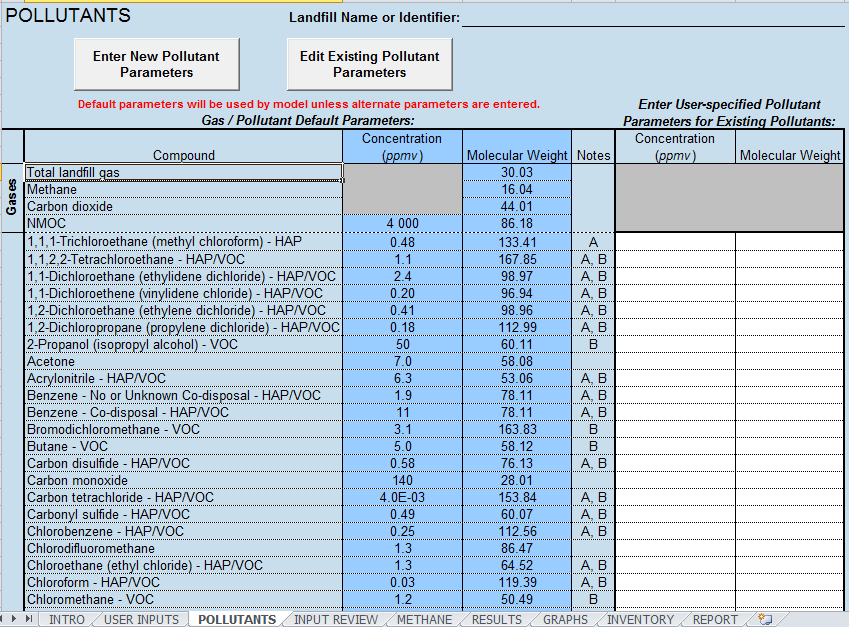 POLLUTANTS
Landfill Name or Identifier:
Enter New Pollutant
Parameters
Edit Existing Pollutant
Parameters
Default parameters will be used by model unless alternate parameters are entered.
Gas / Pollutant Default Parameters:
Enter User-specified Pollutant
Parameters for Existing Pollutants:
Compound
Concentration
(ppmv)
Molecular Weight
Notes
Concentration
(ppmv)
Molecular Weight
Gases
Total landfill gas 30.03
Methane 16.04
Carbon dioxide 44.01
NMOC 4 000 86.18
1,1,1-Trichloroethane (methyl chloroform) - HAP 0.48 133.41 A
1,1,2,2-Tetrachloroethane - HAP/VOC 1.1 167.85 A, B
1,1-Dichloroethane (ethylidene dichloride) - HAP/VOC 2.4 98.97 A, B
1,1-Dichloroethene (vinylidene chloride) - HAP/VOC 0.20 96.94 A, B
1,2-Dichloroethane (ethylene dichloride) - HAP/VOC 0.41 98.96 A, B
1,2-Dichloropropane (propylene dichloride) - HAP/VOC 0.18 112.99 A, B
2-Propanol (isopropyl alcohol) - VOC 50 60.11 B
Acetone 7.0 58.08
Acrylonitrile - HAP/VOC 6.3 53.06 A, B
Benzene - No or Unknown Co-disposal - HAP/VOC 1.9 78.11 A, B
Benzene - Co-disposal - HAP/VOC 11 78.11 A, B
Bromodichloromethane - VOC 3.1 163.83 B
Butane - VOC 5.0 58.12 B
Carbon disulfide - HAP/VOC 0.58 76.13 A, B
Carbon monoxide 140 28.01
Carbon tetrachloride - HAP/VOC 4.0E-03 153.84 A, B
Carbonyl sulfide - HAP/VOC 0.49 60.07 A, B
Chlorobenzene - HAP/VOC 0.25 112.56 A, B
Chlorodifluoromethane 1.3 86.47
Chloroethane (ethyl chloride) - HAP/VOC 1.3 64.52 A, B
Chloroform - HAP/VOC 0.03 119.39 A, B
Chloromethane - VOC 1.2 50.49 B
INTRO USER INPUTS POLLUTANTS INPUT REVIEW METHANE RESULTS GRAPHS INVENTORY REPORT